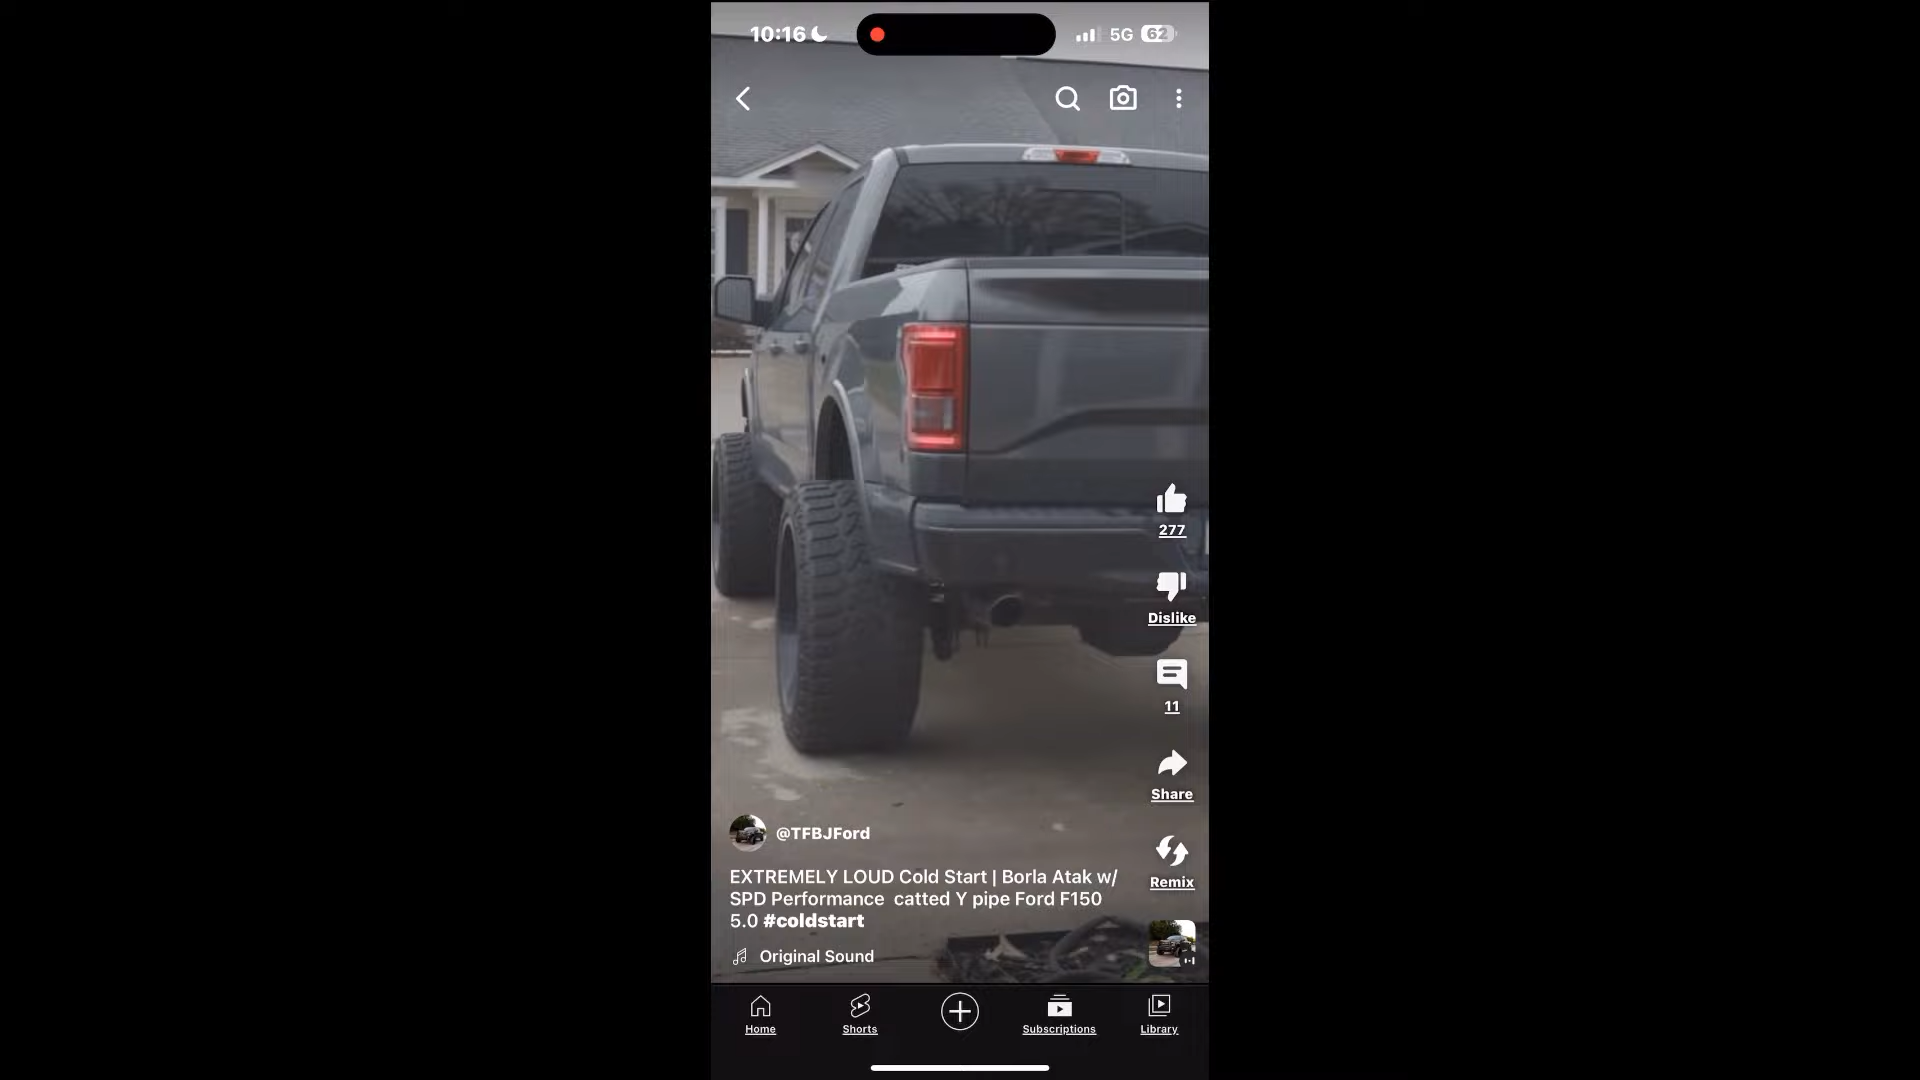 10:16
5G
62
277
Dislike
11
Share
@TFBJFord
EXTREMELY LOUD Cold Start | Borla Atak w/
SPD Performance catted Y pipe Ford F150
5.0 #coldstart
Remix
Original Sound
Home
Shorts
Subscriptions
Library